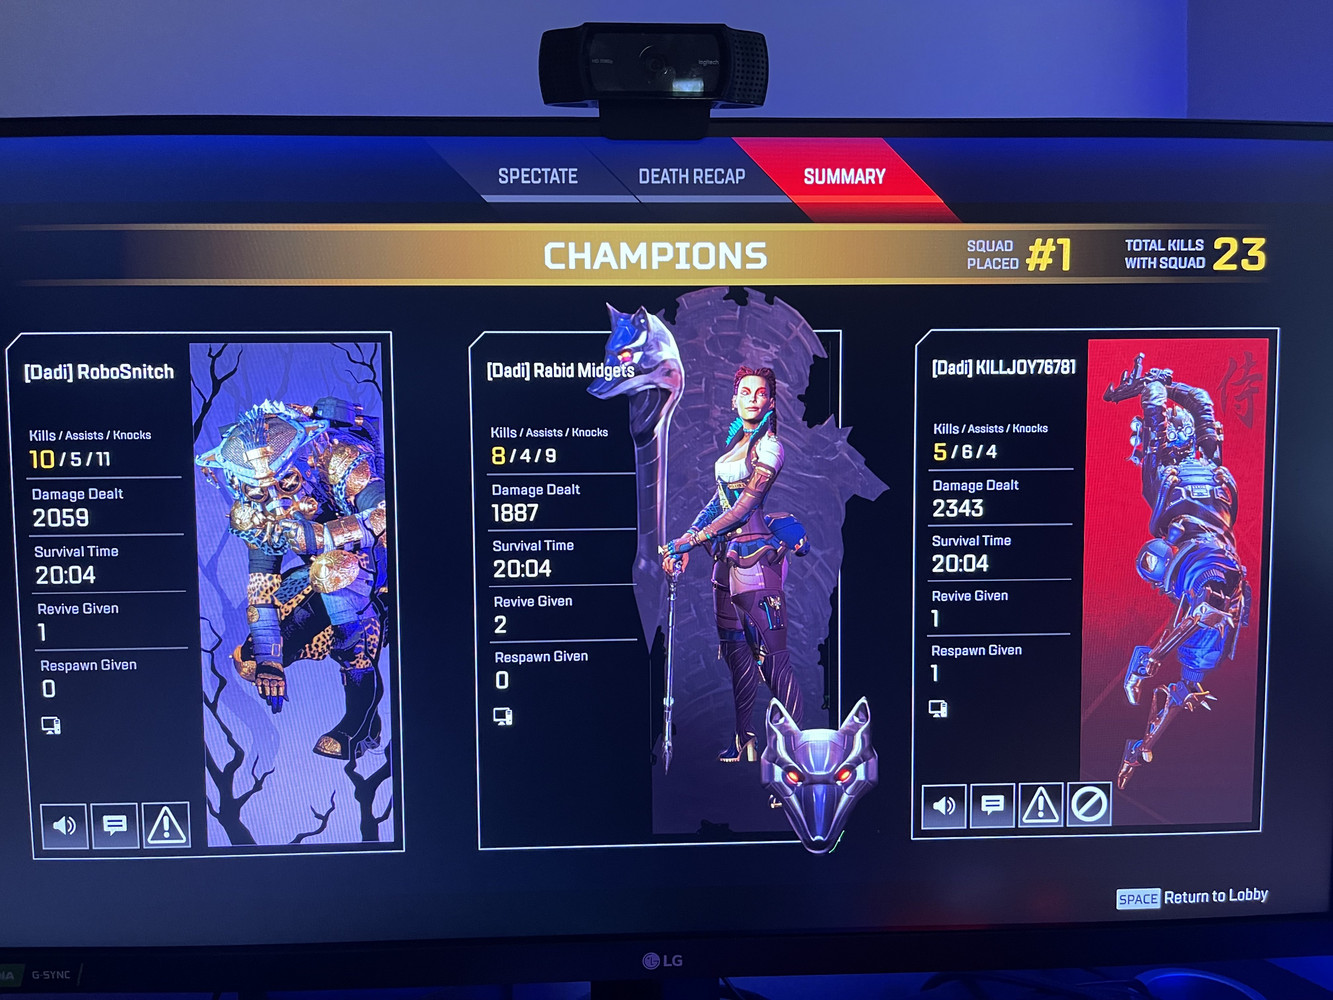 logitech
SPECTATE
DEATH RECAP
SUMMARY
CHAMPIONS
SQUAD
PLACED
#1
TOTAL KILLS
WITH SQUAD
23
[Dadi] RoboSnitch
Kills / Assists / Knocks
10 / 5 / 11
Damage Dealt
2059
Survival Time
20:04
Revive Given
1
Respawn Given
0
[Dadi] Rabid Midgets
Kills / Assists / Knocks
8 / 4 / 9
Damage Dealt
1887
Survival Time
20:04
Revive Given
2
Respawn Given
0
[Dadi] KILLJOY76781
Kills / Assists / Knocks
5 / 6 / 4
Damage Dealt
2343
Survival Time
20:04
Revive Given
1
Respawn Given
1
侍
SPACE Return to Lobby
LG
G-SYNC